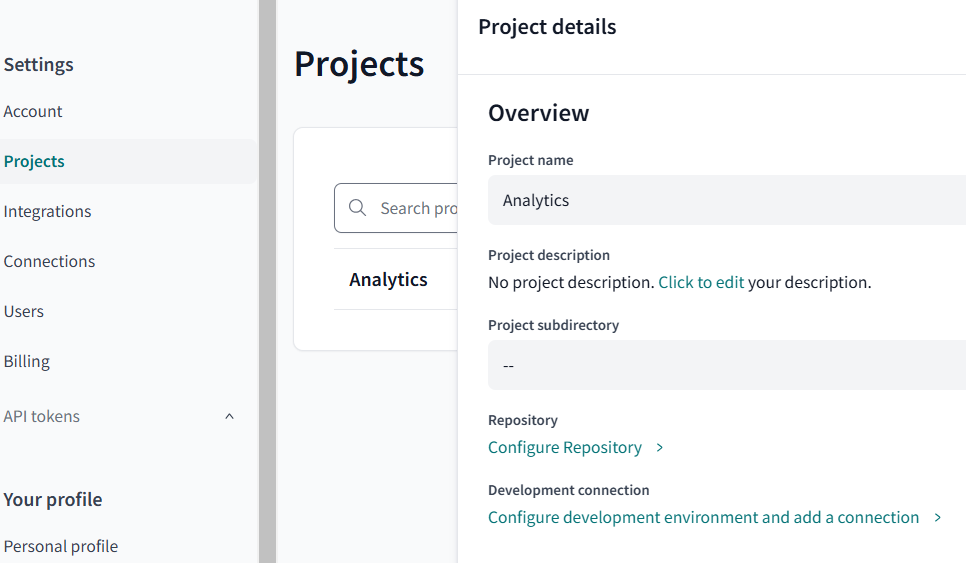 Settings
Account
Projects
Integrations
Connections
Users
Billing
API tokens
Your profile
Personal profile
Projects
Search pro
Analytics
Project details
Overview
Project name
Analytics
Project description
No project description. Click to edit your description.
Project subdirectory
--
Repository
Configure Repository >
Development connection
Configure development environment and add a connection >